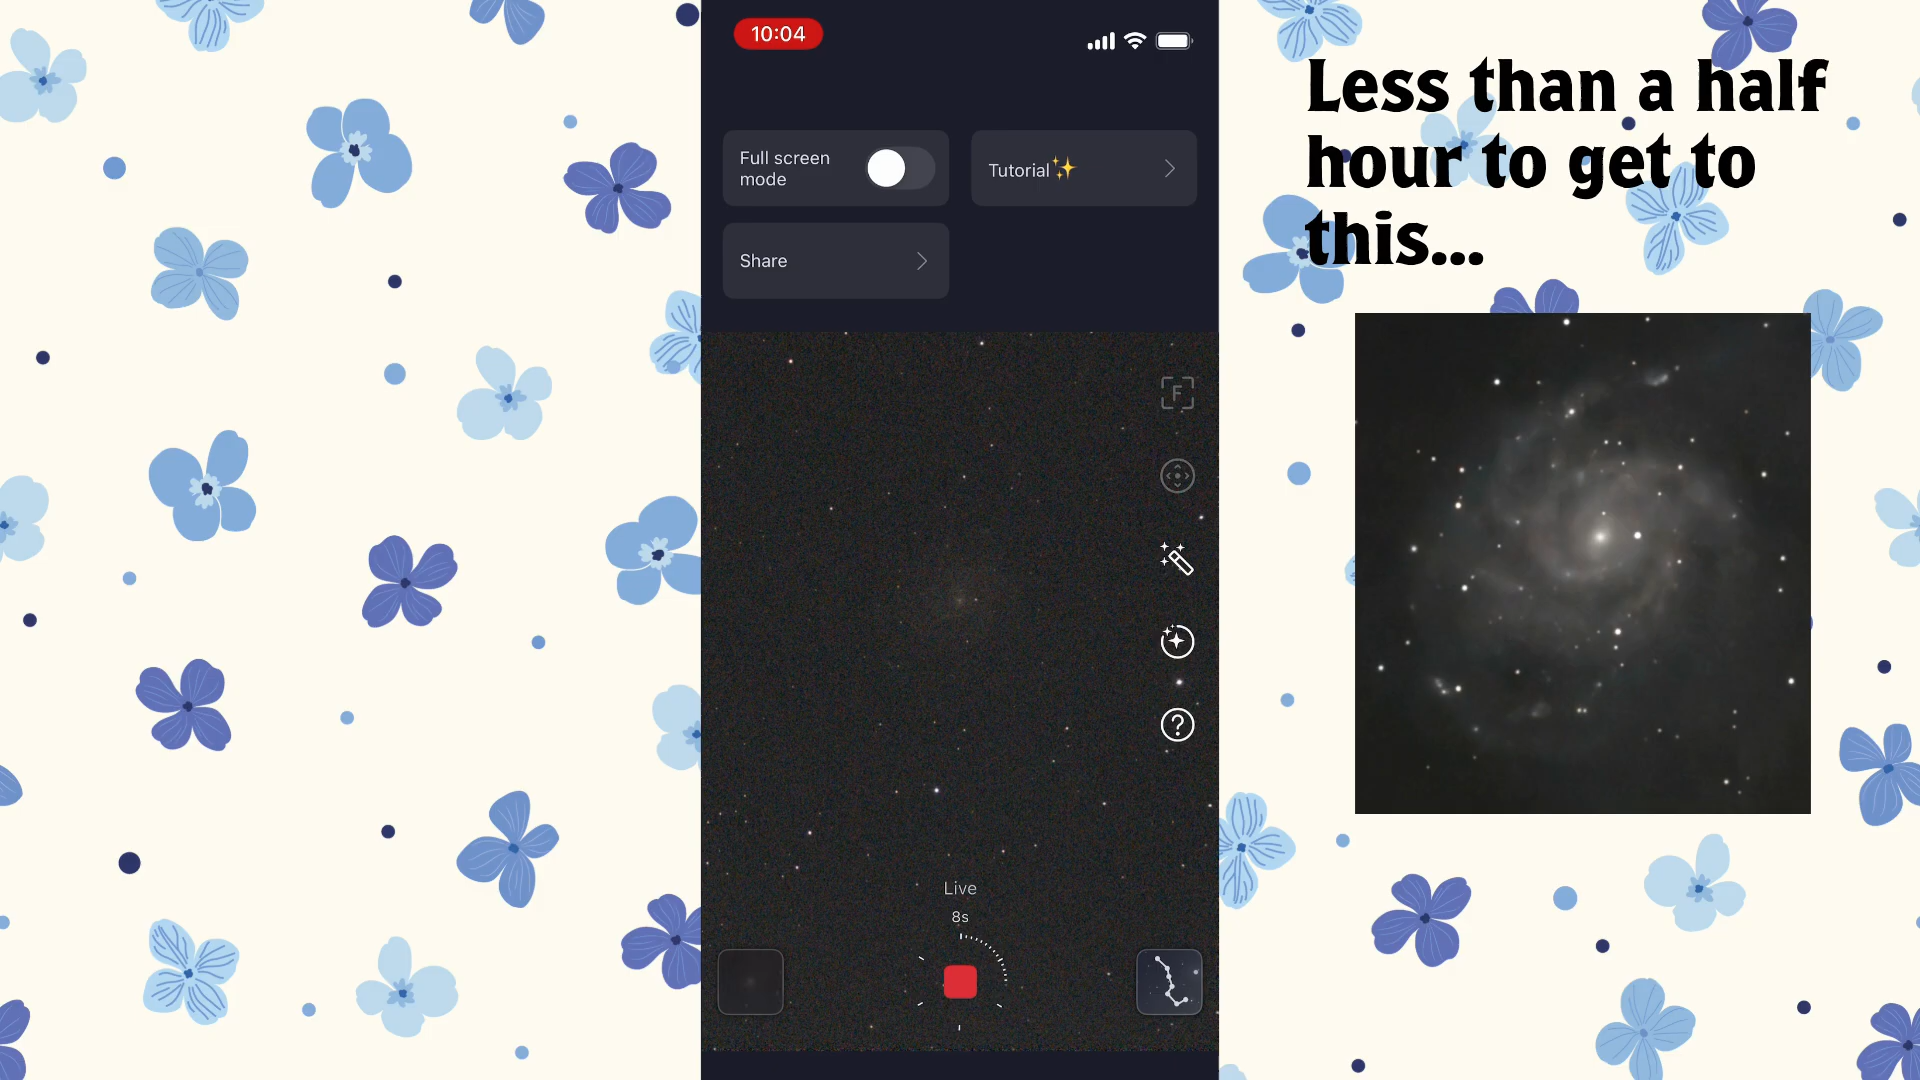 10:04
Full screen
mode
Tutorial✨
Share
F
Live
8s
Less than a half
hour to get to
this...